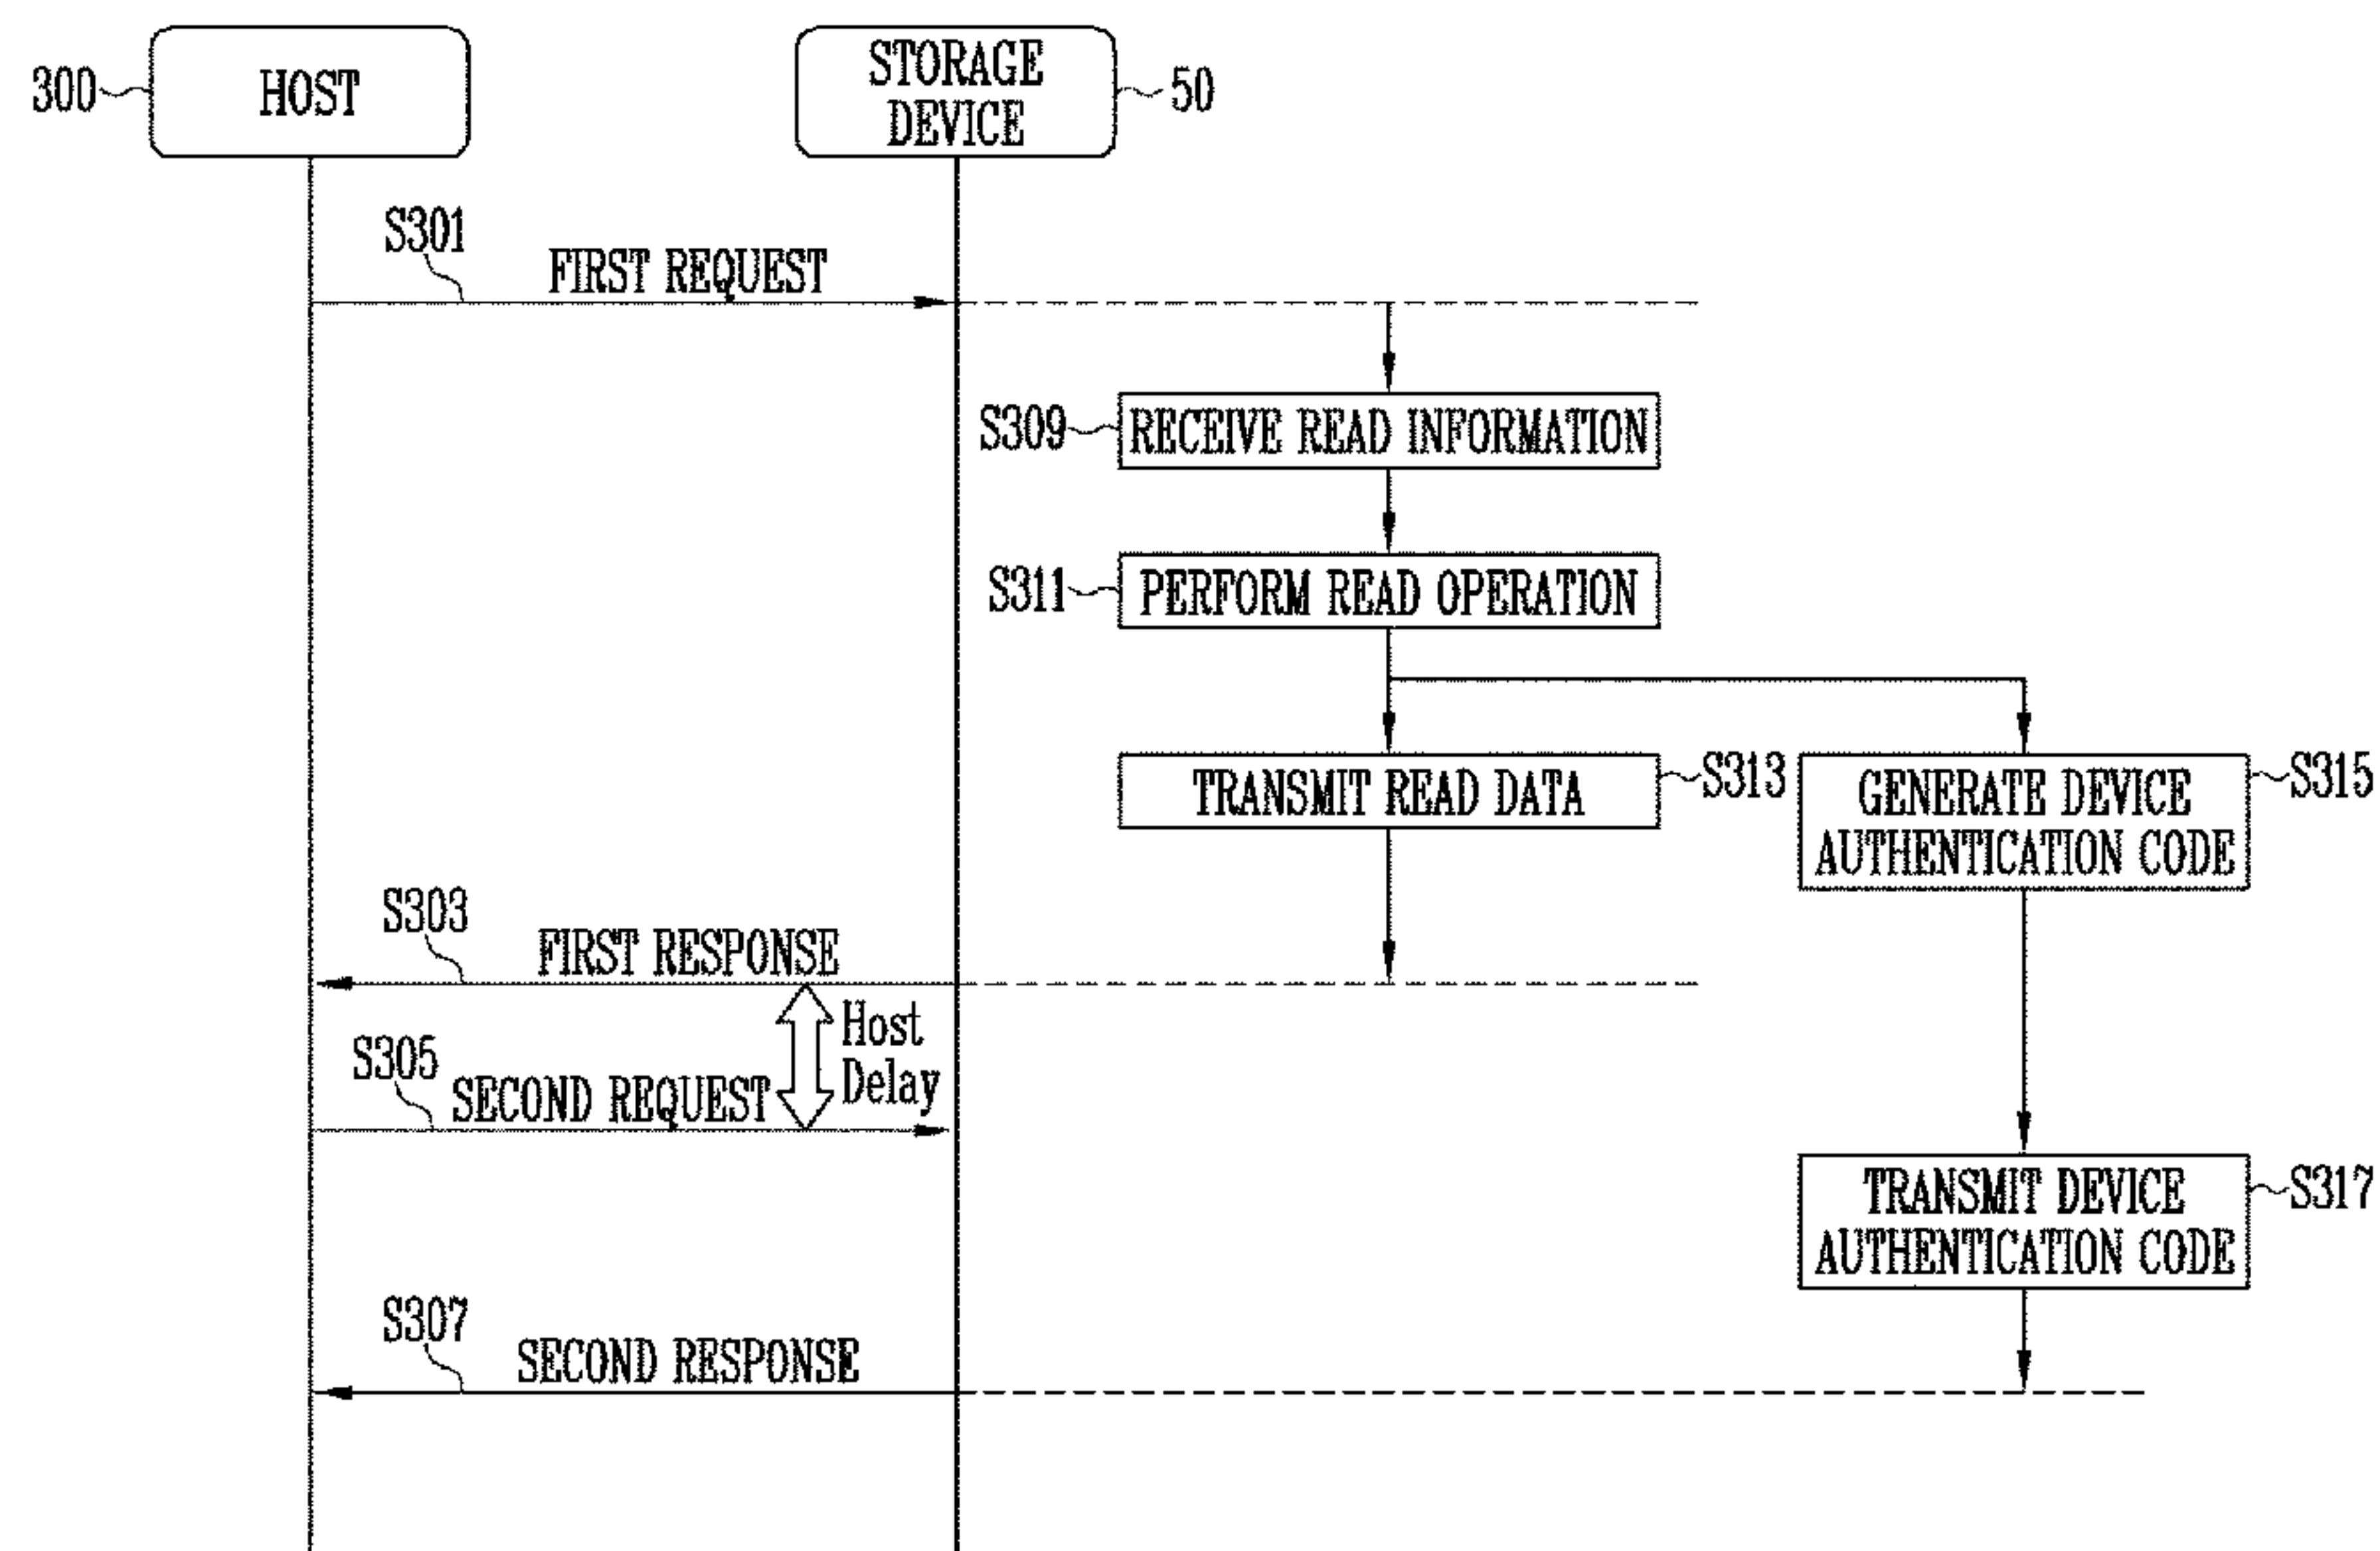 300
HOST
STORAGE
DEVICE
50
S301
FIRST REQUEST
S309
RECEIVE READ INFORMATION
S311
PERFORM READ OPERATION
TRANSMIT READ DATA
S313
GENERATE DEVICE
AUTHENTICATION CODE
S315
S303
FIRST RESPONSE
Host
Delay
S305
SECOND REQUEST
TRANSMIT DEVICE
AUTHENTICATION CODE
S317
S307
SECOND RESPONSE